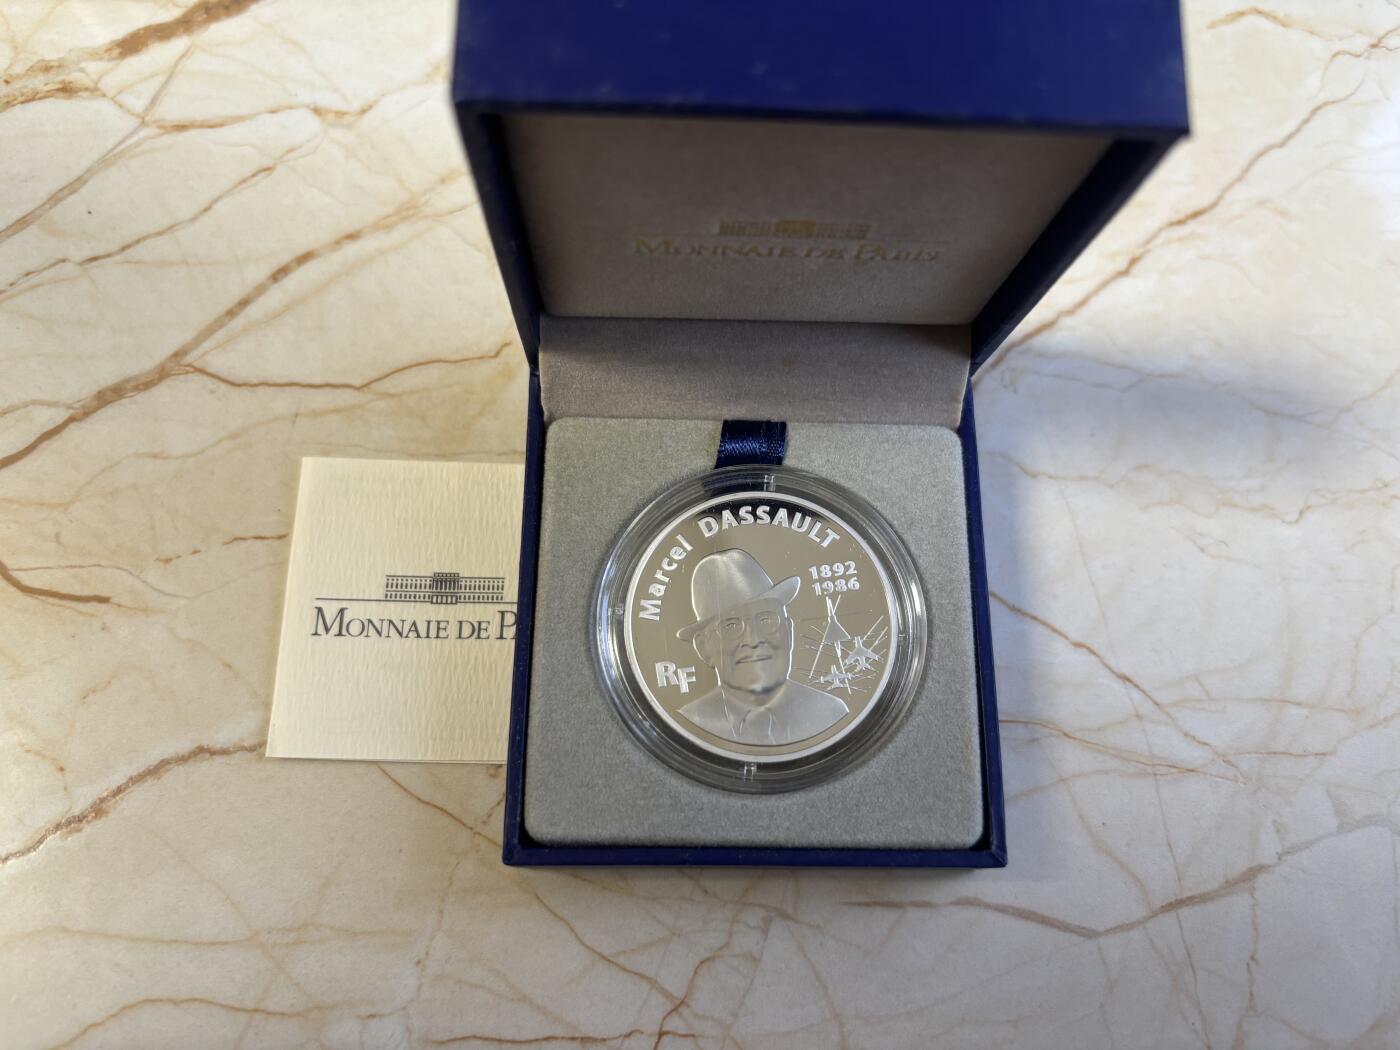 MONNAIE DE PARIS
Marcel DASSAULT
1892
1986
RF
MONNAIE DE PA